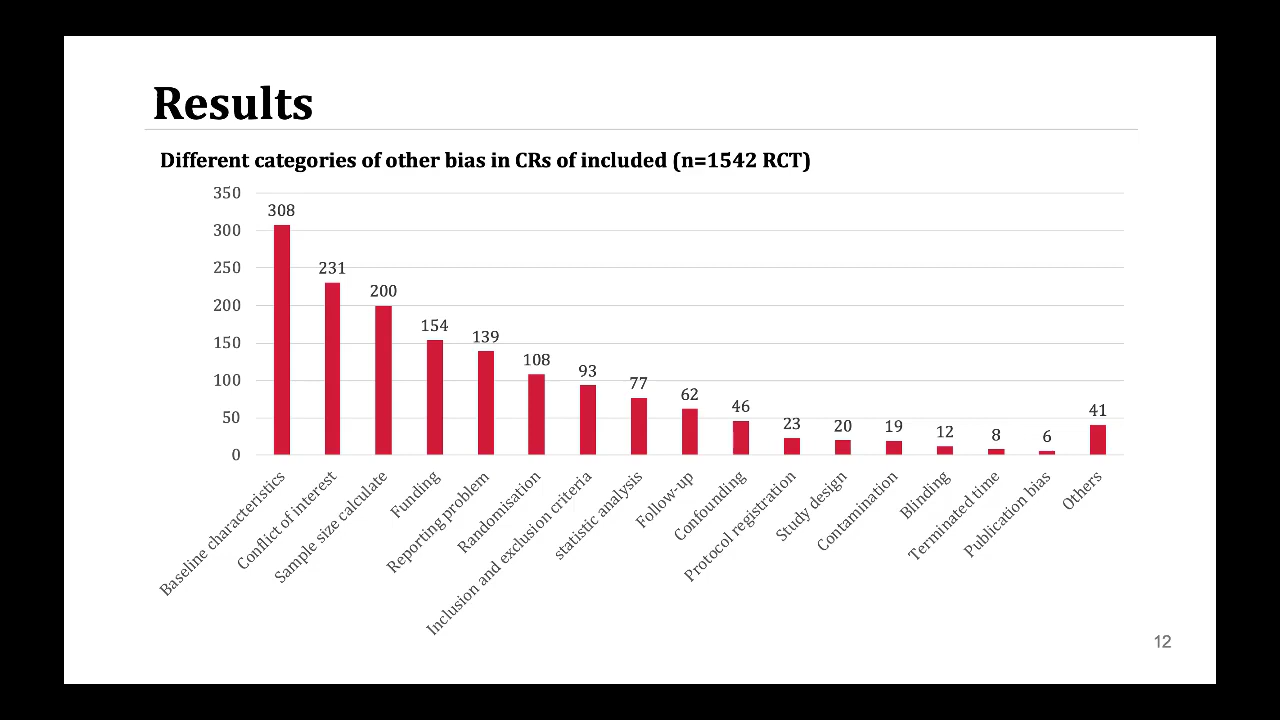 Results
Different categories of other bias in CRs of included (n=1542 RCT)
350
300
250
200
150
100
50
0
308
231
200
154
139
108
93
77
62
46
23
20
19
12
8
6
41
Baseline characteristics
Conflict of interest
Sample size calculate
Funding
Reporting problem
Randomisation
Inclusion and exclusion criteria
statistic analysis
Follow-up
Confounding
Protocol registration
Study design
Contamination
Blinding
Terminated time
Publication bias
Others
12